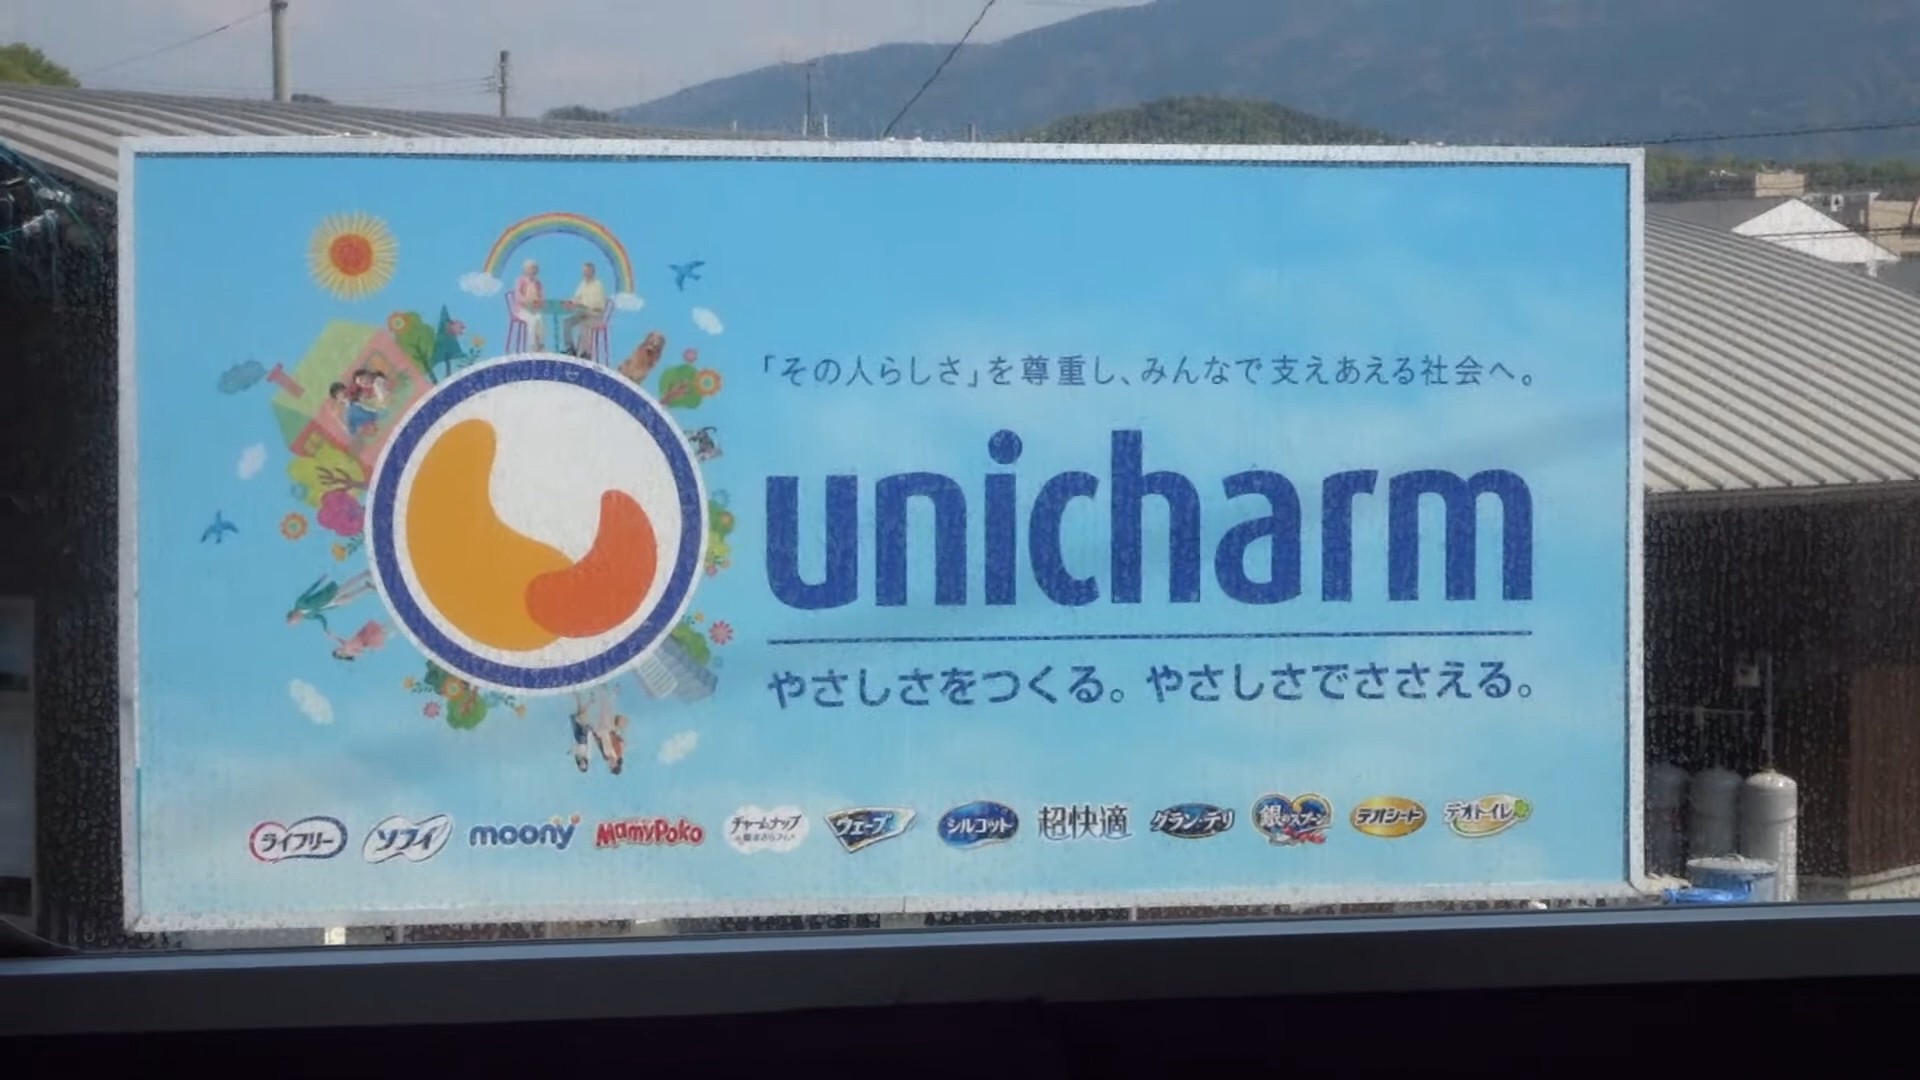 「その人らしさ」を尊重し、みんなで支えあえる社会へ。
unicharm
やさしさをつくる。やさしさでささえる。
ライフリー ソフィ moony MamyPoko チャームナップ ウェーブ シルコット 超快適 グラン・デリ 銀のスプーン デオシート デオトイレ